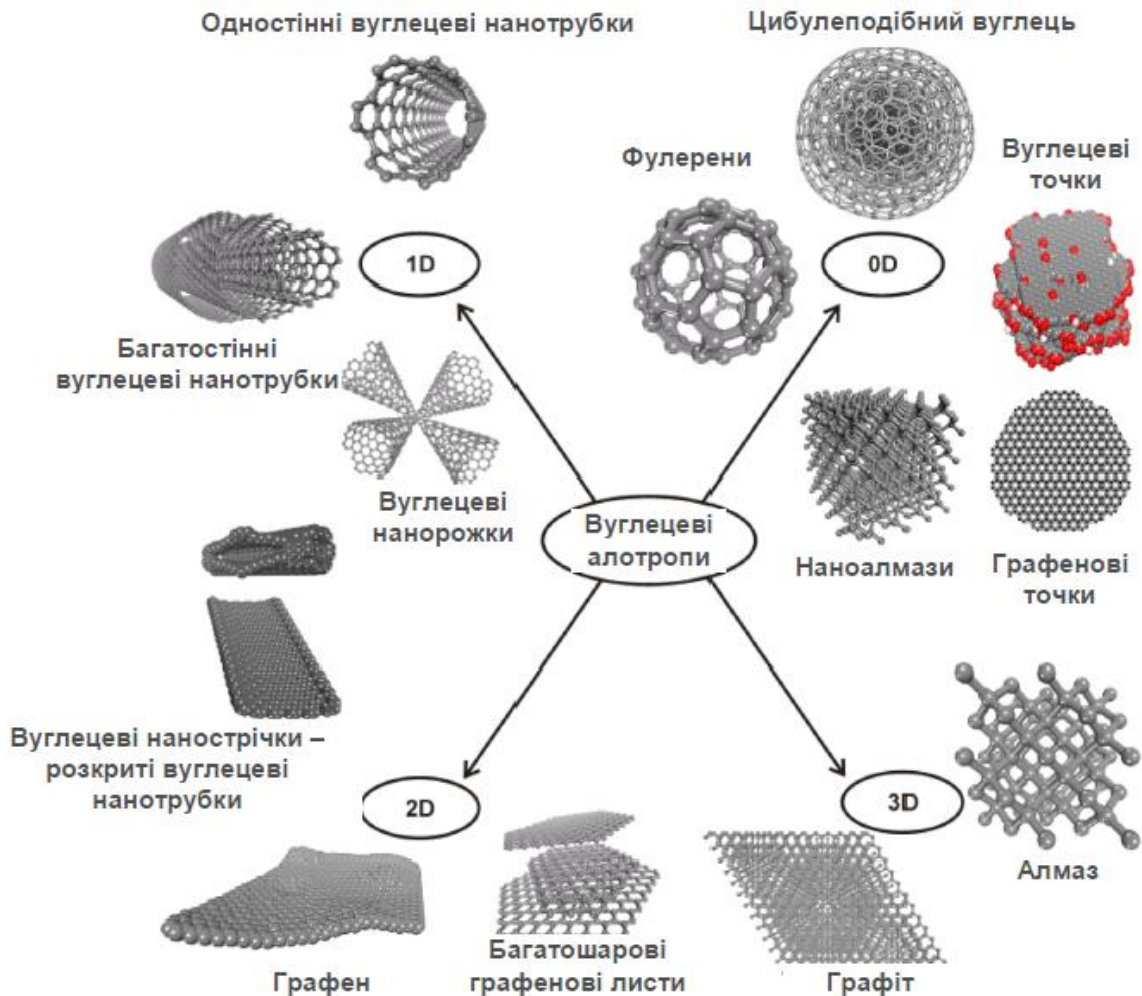 Одностінні вуглецеві нанотрубки
Цибулеподібний вуглець
Фулерени
Вуглецеві
точки
1D
0D
Багатостінні
вуглецеві нанотрубки
Вуглецеві
нанорожки
Вуглецеві
алотропи
Наноалмази
Графенові
точки
Вуглецеві нанострічки –
розкриті вуглецеві
нанотрубки
2D
3D
Алмаз
Графен
Багатошарові
графенові листи
Графіт